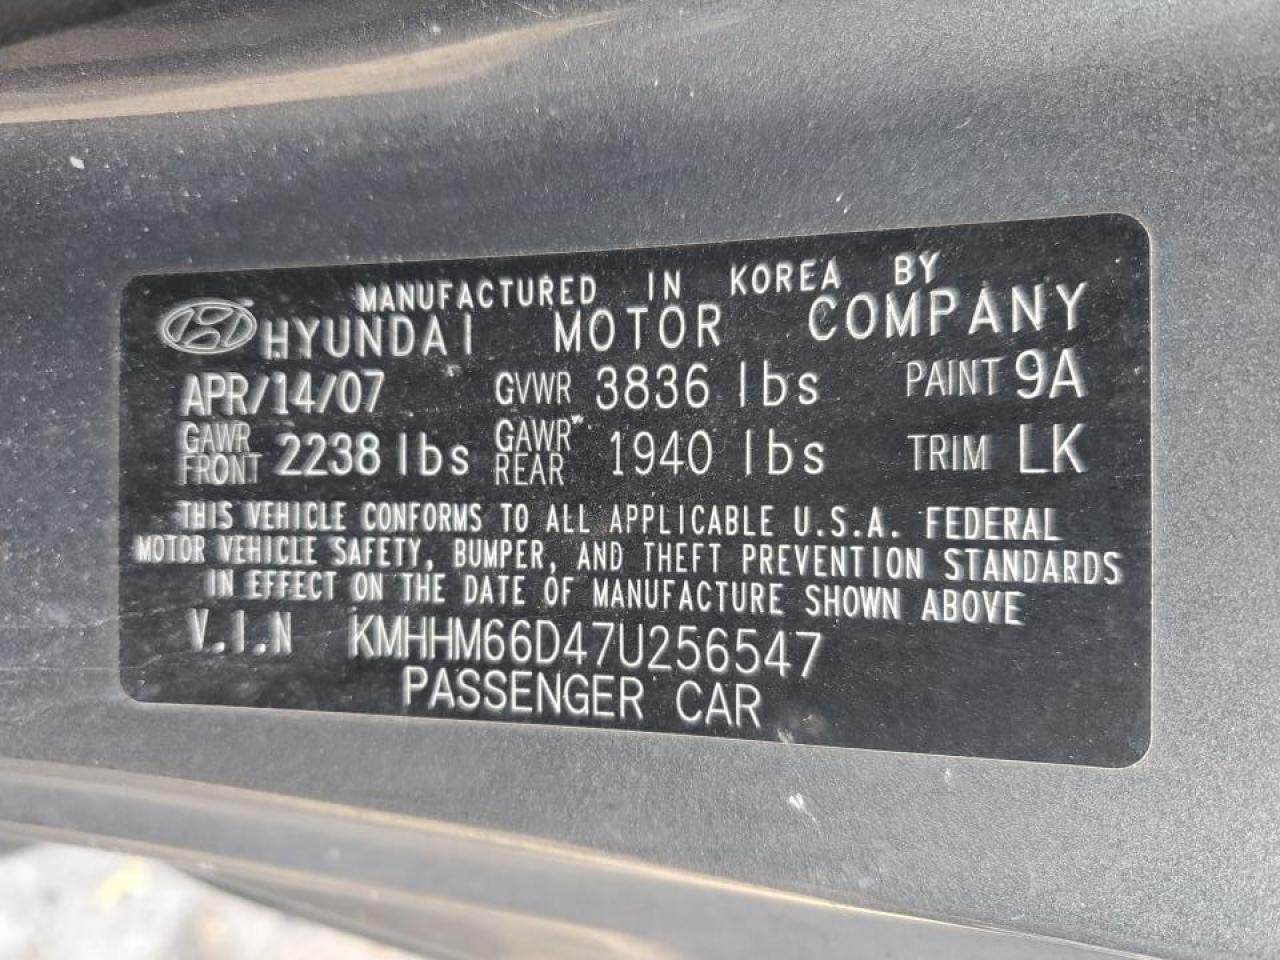 MANUFACTURED IN KOREA BY
HYUNDAI MOTOR COMPANY
APR/14/07 GVWR 3836 lbs PAINT 9A
GAWR FRONT 2238 lbs GAWR REAR 1940 lbs TRIM LK
THIS VEHICLE CONFORMS TO ALL APPLICABLE U.S.A. FEDERAL
MOTOR VEHICLE SAFETY, BUMPER, AND THEFT PREVENTION STANDARDS
IN EFFECT ON THE DATE OF MANUFACTURE SHOWN ABOVE
V.I.N KMHHM66D47U256547
PASSENGER CAR